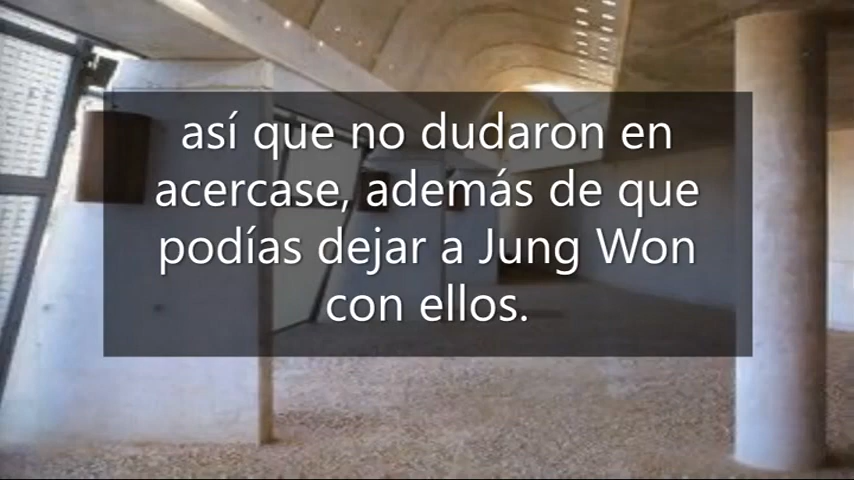 así que no dudaron en
acercase, además de que
podías dejar a Jung Won
con ellos.